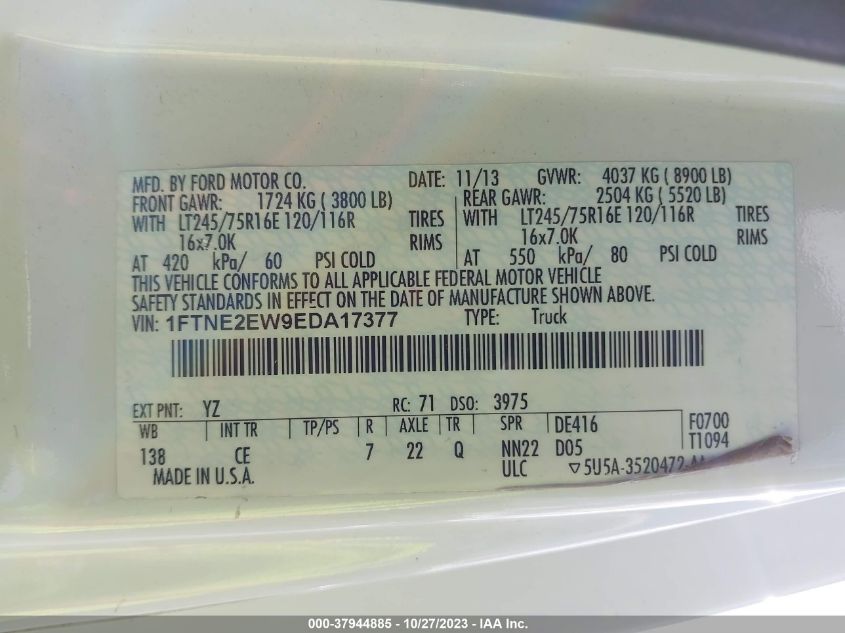 MFD. BY FORD MOTOR CO. DATE: 11/13 GVWR: 4037 KG ( 8900 LB)
FRONT GAWR: 1724 KG ( 3800 LB) REAR GAWR: 2504 KG ( 5520 LB)
WITH LT245/75R16E 120/116R TIRES WITH LT245/75R16E 120/116R TIRES
16x7.0K RIMS 16x7.0K RIMS
AT 420 kPa/ 60 PSI COLD AT 550 kPa/ 80 PSI COLD
THIS VEHICLE CONFORMS TO ALL APPLICABLE FEDERAL MOTOR VEHICLE
SAFETY STANDARDS IN EFFECT ON THE DATE OF MANUFACTURE SHOWN ABOVE.
VIN: 1FTNE2EW9EDA17377 TYPE: Truck
EXT PNT: YZ RC: 71 DSO: 3975
WB INT TR TP/PS R AXLE TR SPR DE416 F0700
T1094
138 CE 7 22 Q NN22 D05
MADE IN U.S.A. ULC ▽5U5A-3520472
000-37944885 - 10/27/2023 - IAA Inc.